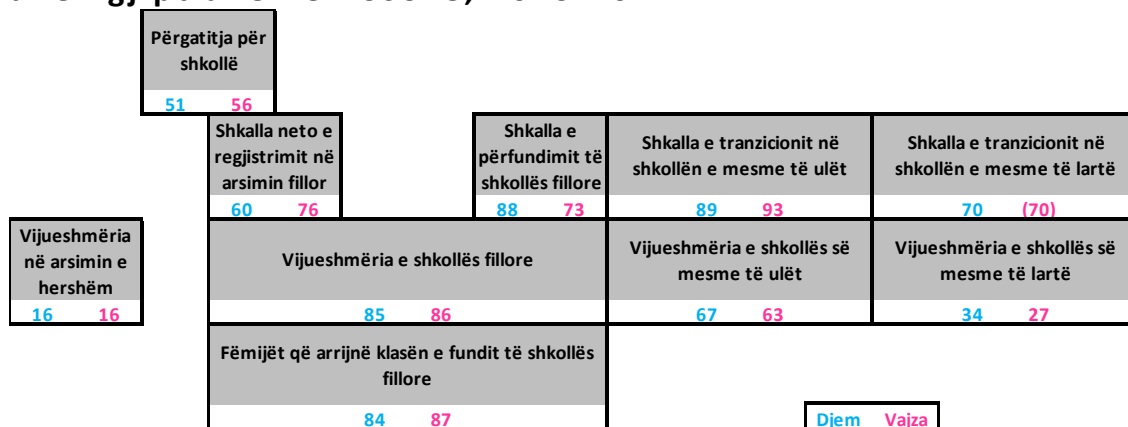 Përgatitja për
shkollë
51 56
Shkalla neto e
regjistrimit në
arsimin fillor
60 76
Shkalla e
përfundimit të
shkollës fillore
88 73
Shkalla e tranzicionit në
shkollën e mesme të ulët
89 93
Shkalla e tranzicionit në
shkollën e mesme të lartë
70 (70)
Vijueshmëria
në arsimin e
hershëm
16 16
Vijueshmëria e shkollës fillore
85 86
Vijueshmëria e shkollës së
mesme të ulët
67 63
Vijueshmëria e shkollës së
mesme të lartë
34 27
Fëmijët që arrijnë klasën e fundit të shkollës
fillore
84 87
Djem Vajza